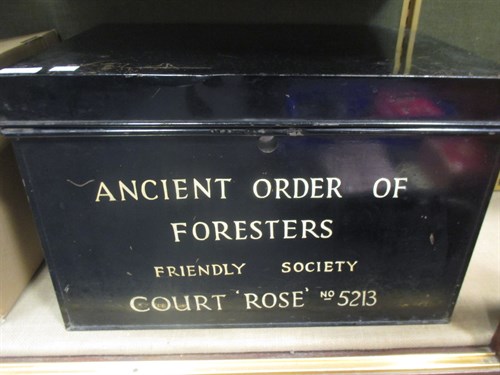 ANCIENT ORDER OF
FORESTERS
FRIENDLY SOCIETY
COURT 'ROSE' No 5213